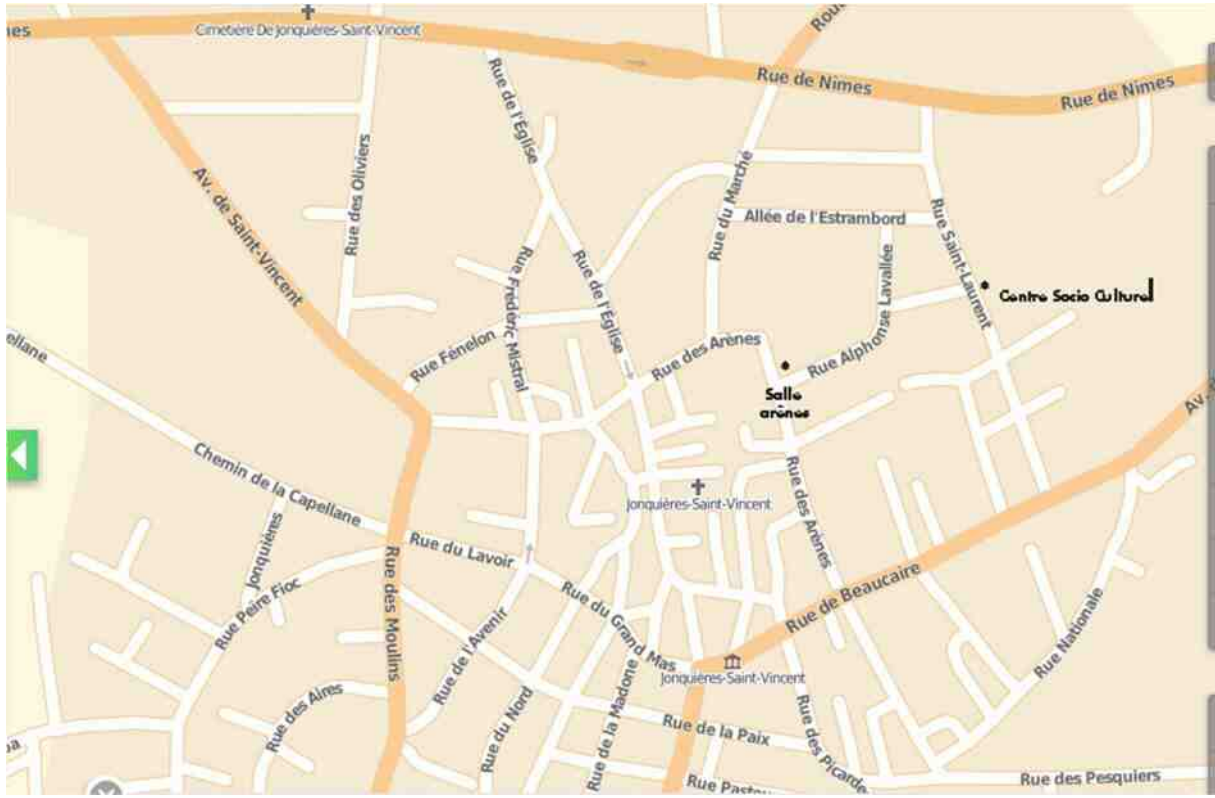 Cimetière De Jonquières-Saint-Vincent
Rue de Nimes
Rue de Nimes
Rue de l'Église
Rue des Oliviers
Av. de Saint-Vincent
Rue du Marché
Allée de l'Estrambord
Rue Saint-Laurent
Rue Frédéric Mistral
Rue de l'Église
Rue Alphonse Lavallée
Centre Socio Culturel
Rue Fénelon
Rue des Arènes
Salle
arènes
Chemin de la Capellane
Jonquières-Saint-Vincent
Rue des Arènes
Jonquières
Rue du Lavoir
Rue Peire Fioc
Rue des Moulins
Rue du Grand Mas
Rue de Beaucaire
Rue Nationale
Rue de l'Avenir
Jonquières-Saint-Vincent
Rue des Aires
Rue du Nord
Rue de la Madone
Rue de la Paix
Rue des Picarde
Rue des Pesquiers